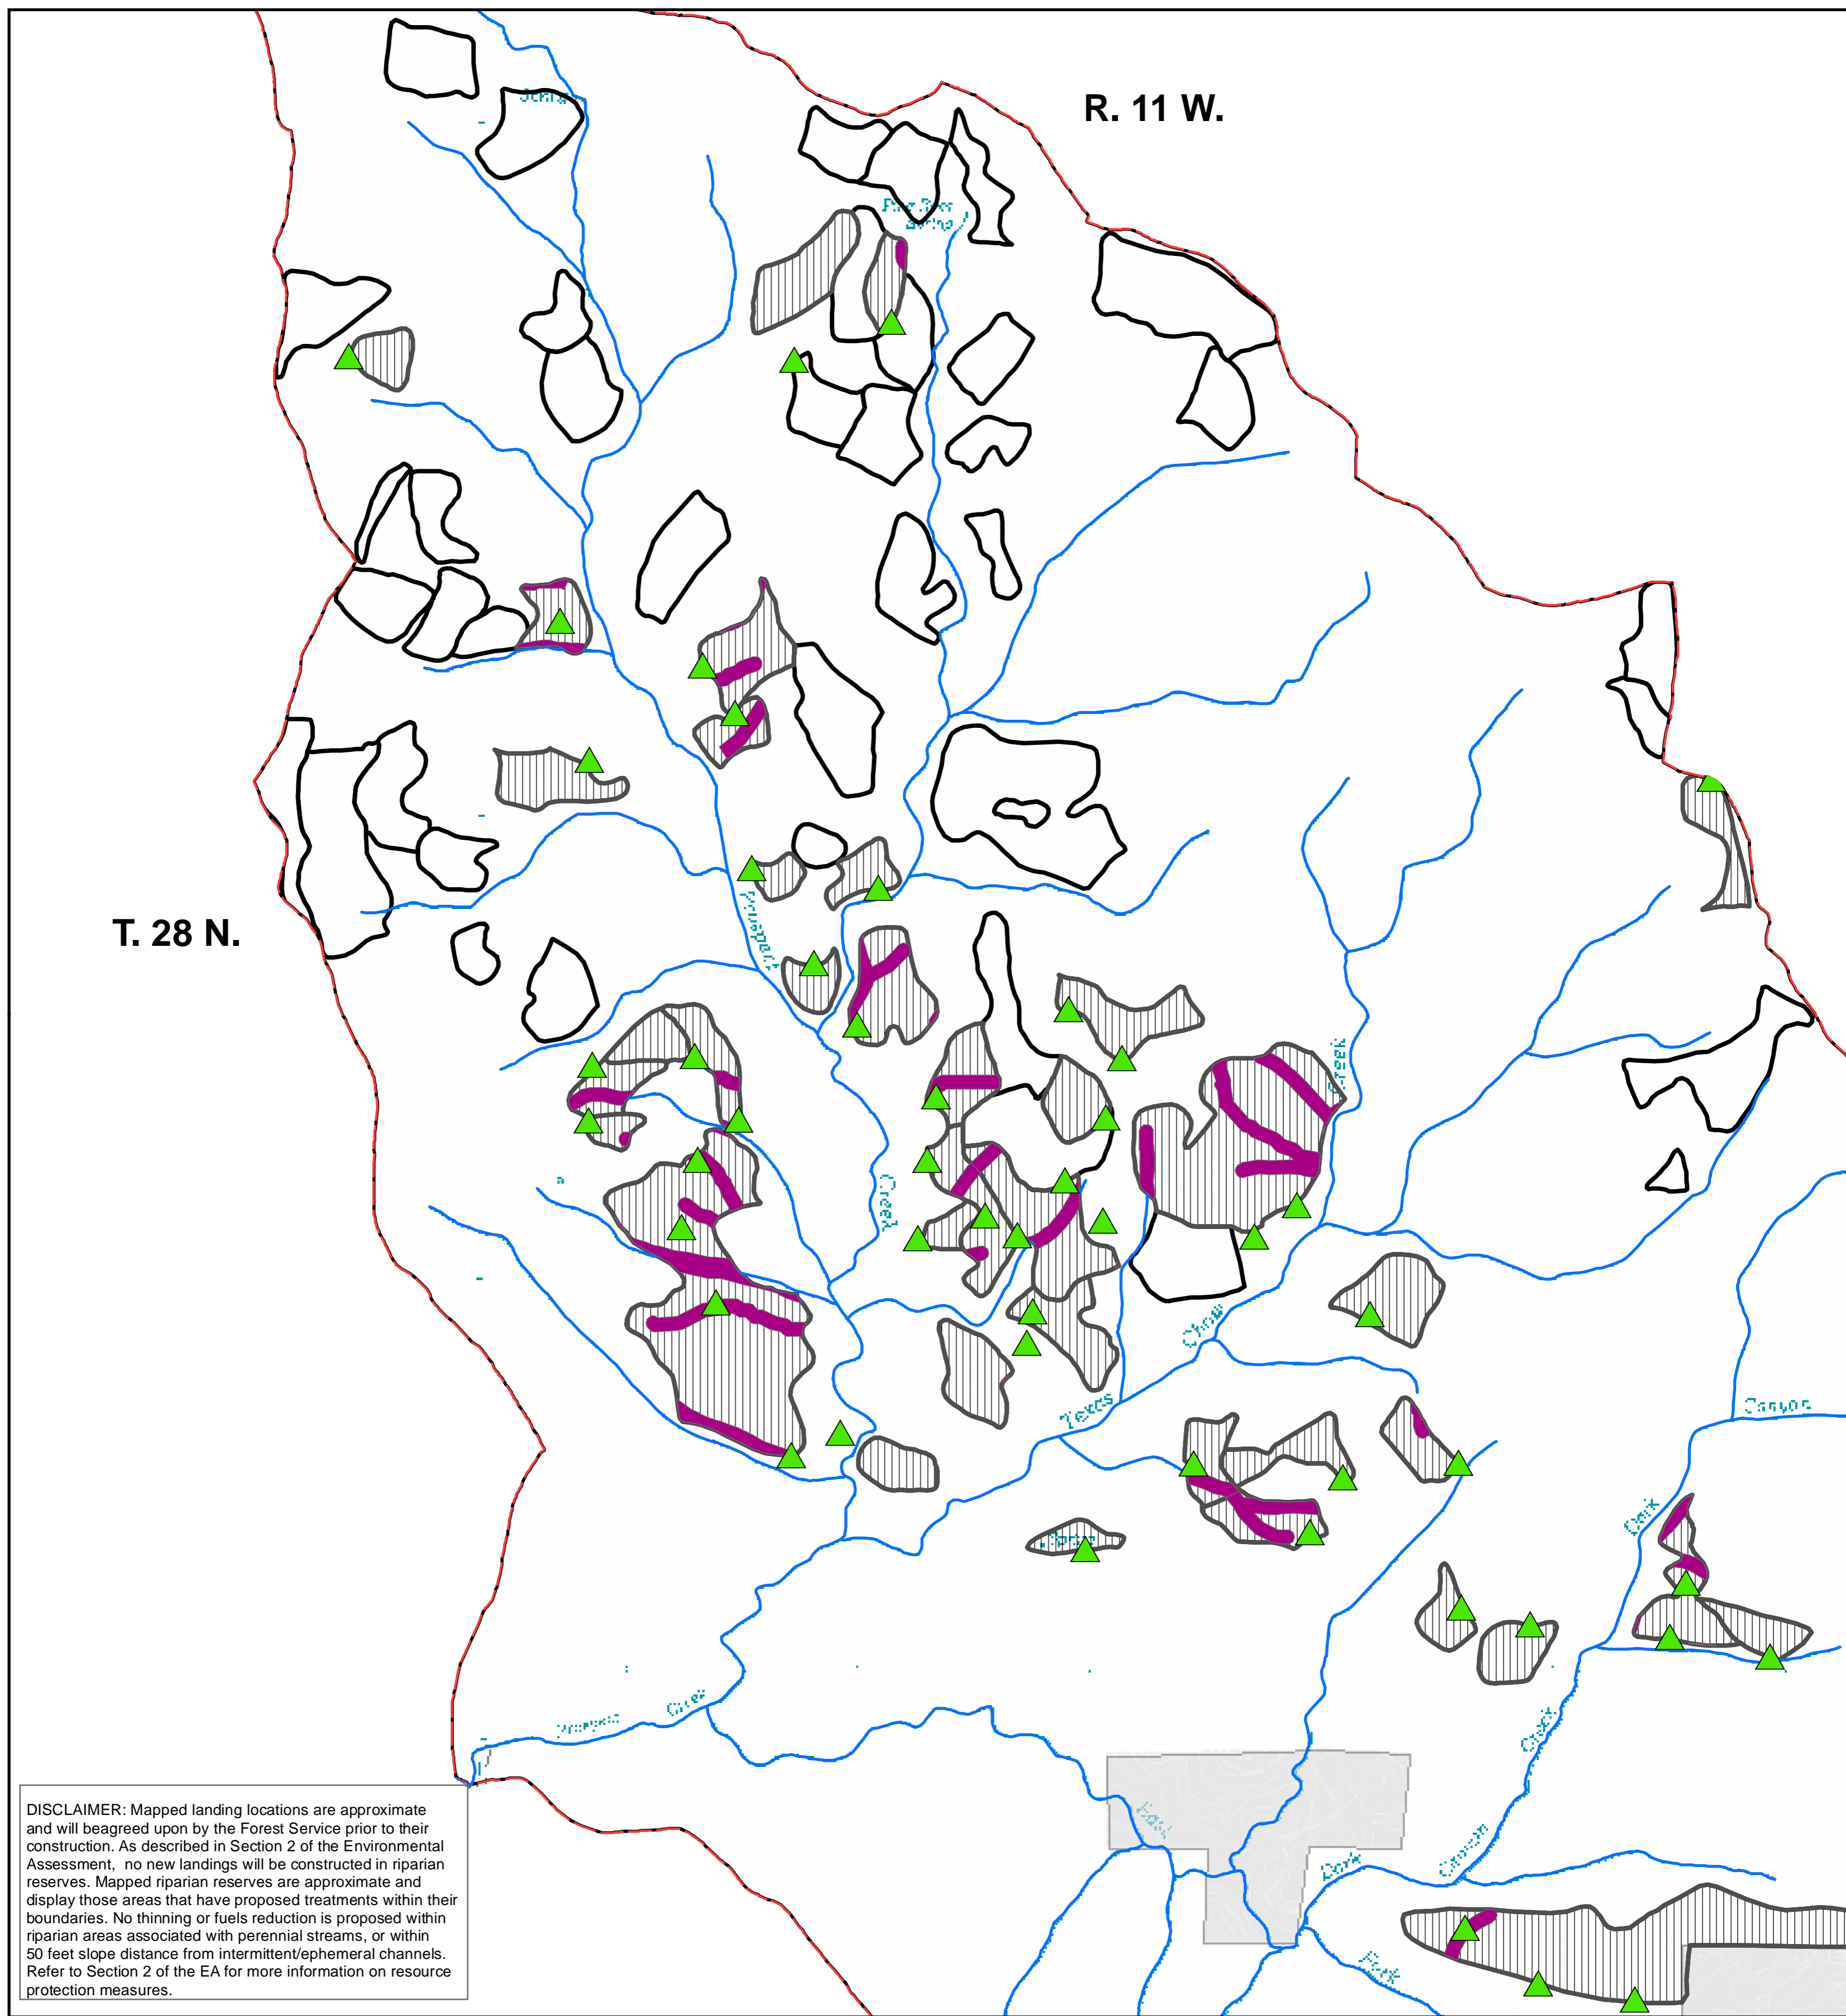 R. 11 W.
T. 28 N.
Creek
Creek
Canyon
Creek
DISCLAIMER: Mapped landing locations are approximate
and will beagreed upon by the Forest Service prior to their
construction. As described in Section 2 of the Environmental
Assessment, no new landings will be constructed in riparian
reserves. Mapped riparian reserves are approximate and
display those areas that have proposed treatments within their
boundaries. No thinning or fuels reduction is proposed within
riparian areas associated with perennial streams, or within
50 feet slope distance from intermittent/ephemeral channels.
Refer to Section 2 of the EA for more information on resource
protection measures.